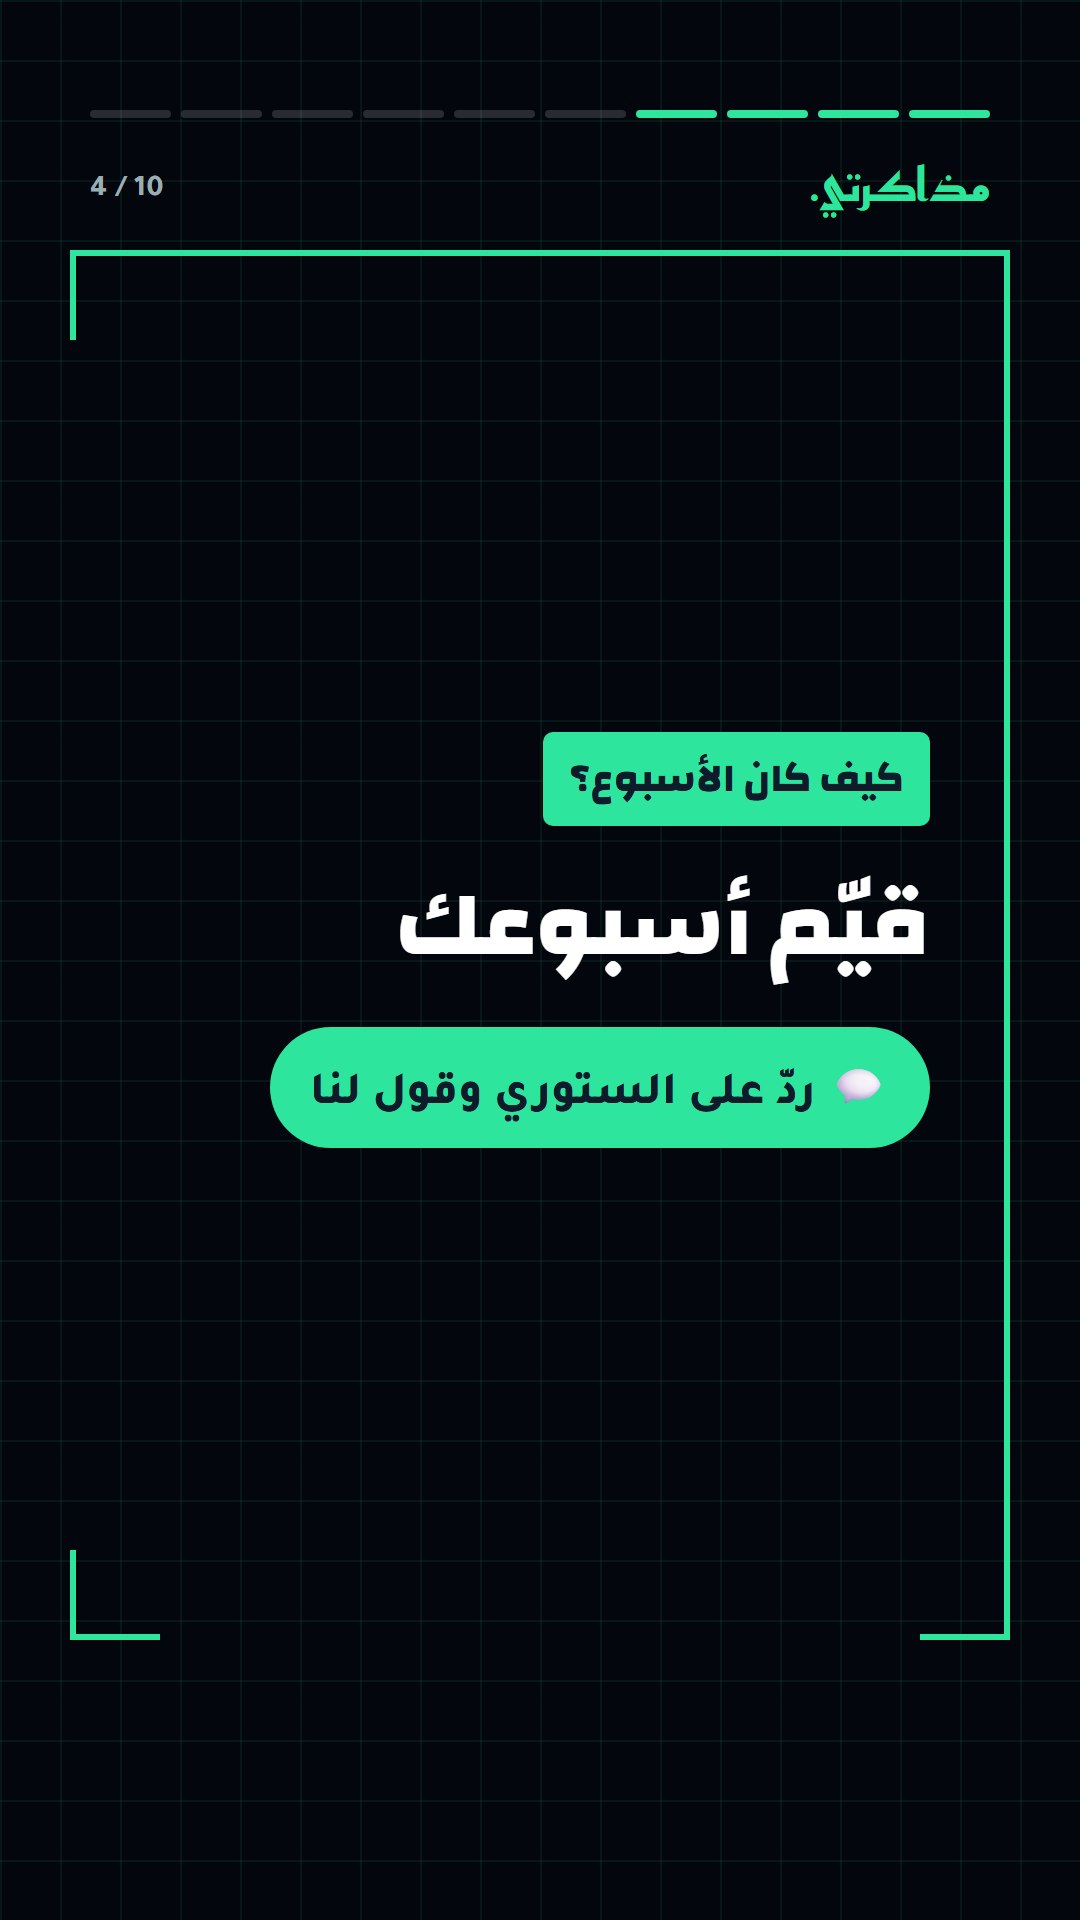 مذاكرتي.
4 / 10
كيف كان الأسبوع؟
قيّم أسبوعك
💬 ردّ على الستوري وقول لنا